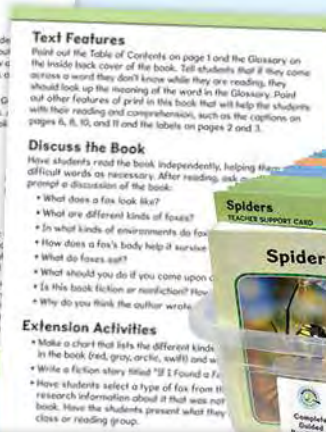 Text Features
Point out the Table of Contents on page 1 and the Glossary on
the inside back cover of the book. Tell students that if they come
across a word they don't know while they are reading, they
should look up the meaning of the word in the Glossary. Point
out other features of print in this book that will help the students
with their reading and comprehension, such as the captions on
pages 6, 8, 10, and 11 and the labels on pages 2 and 3.
Discuss the Book
Have students read the book independently, helping them
difficult words as necessary. After reading, ask
prompt a discussion of the book:
• What does a fox look like?
• What are different kinds of foxes?
• In what kinds of environments do
• How does a fox's body help it survive
• What do foxes eat?
• What should you do if you come upon
• Is this book fiction or nonfiction?
• Why do you think the author wrote
Extension Activities
• Make a chart that lists the different kinds
in the book (red, gray, arctic, swift) and
• Write a fiction story titled "If I Found a
• Have students select a type of fox from
research information about it that was not
book. Have the students present what they
class or reading group.
Spiders
TEACHER SUPPORT CARD
Spider
Complete
Guided